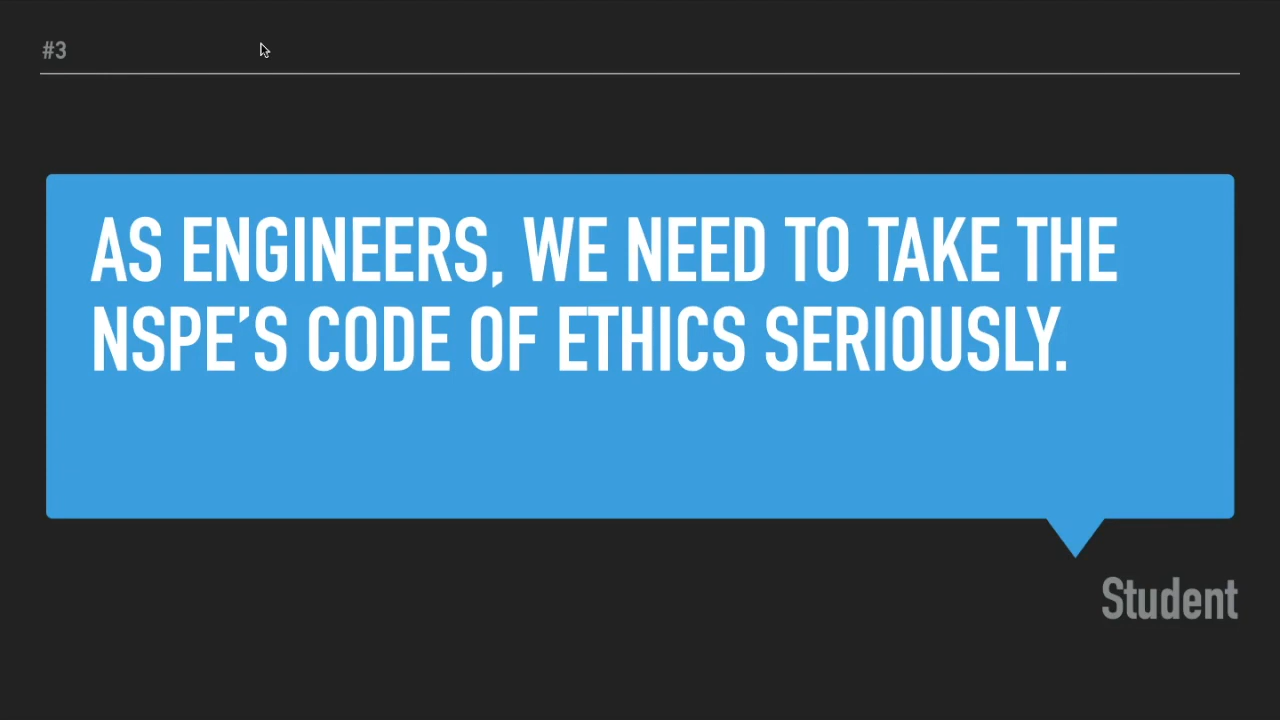 #3
AS ENGINEERS, WE NEED TO TAKE THE
NSPE’S CODE OF ETHICS SERIOUSLY.
Student